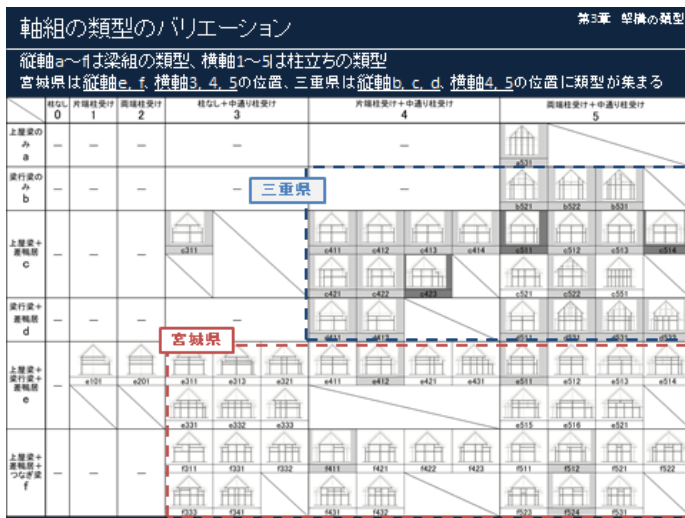 軸組の類型のバリエーション
第3章 架構の類型
縦軸a～fは梁組の類型、横軸1～5は柱立ちの類型
宮城県は縦軸e, f、横軸3, 4, 5の位置、三重県は縦軸b, c, d、横軸4, 5の位置に類型が集まる
柱なし 片端柱受け 両端柱受け 柱なし+中通り柱受け 片端柱受け+中通り柱受け 両端柱受け+中通り柱受け
0 1 2 3 4 5
上屋梁の
み
a
— — — — —
a531
梁行梁の
み
b
— — — — —
三重県
b521 b522 b531
上屋梁+
差鴨居
c
— — —
c311 c411 c412 c413 c414 c511 c512 c513 c514
c421 c422 c423 c521 c522 c551
梁行梁+
差鴨居
d
— — — —
d411 d412 d511 d521 d531 d532
宮城県
上屋梁+
梁行梁+
差鴨居
e
—
e101 e201 e311 e313 e321 e411 e412 e421 e431 e511 e512 e513 e514
e331 e332 e333 e515 e516 e521
上屋梁+
差鴨居+
つなぎ梁
f
— — —
f311 f331 f332 f411 f421 f422 f423 f511 f512 f521 f522
f333 f341 f431 f432 f523 f524 f531